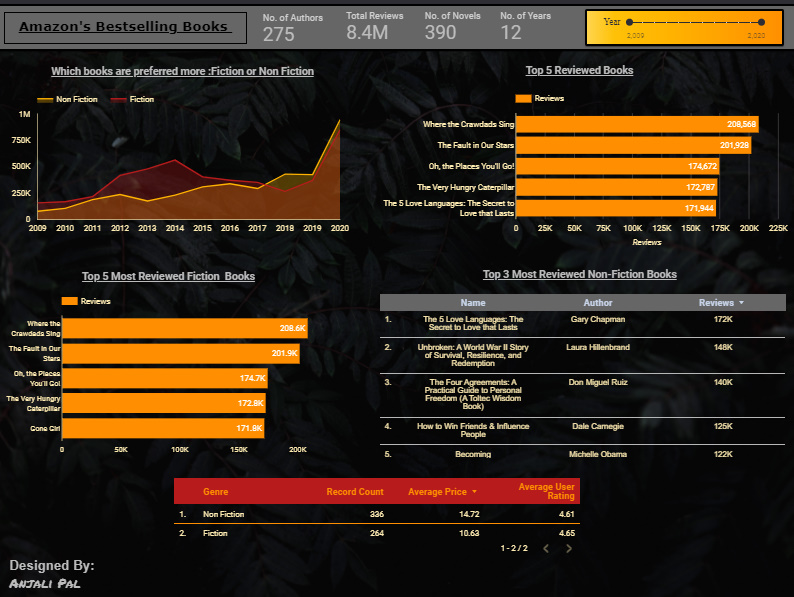 Amazon's Bestselling Books
No. of Authors
275
Total Reviews
8.4M
No. of Novels
390
No. of Years
12
Year
2,009
2,020
Which books are preferred more :Fiction or Non Fiction
Non Fiction
Fiction
1M
750K
500K
250K
0
2009 2010 2011 2012 2013 2014 2015 2016 2017 2018 2019 2020
Top 5 Reviewed Books
Reviews
Where the Crawdads Sing 208,568
The Fault in Our Stars 201,928
Oh, the Places You'll Go! 174,672
The Very Hungry Caterpillar 172,787
The 5 Love Languages: The Secret to
Love that Lasts 171,944
0 25K 50K 75K 100K 125K 150K 175K 200K 225K
Reviews
Top 5 Most Reviewed Fiction Books
Reviews
Where the
Crawdads Sing 208.6K
The Fault in Our
Stars 201.9K
Oh, the Places
You'll Go! 174.7K
The Very Hungry
Caterpillar 172.8K
Gone Girl 171.8K
0 50K 100K 150K 200K
Top 3 Most Reviewed Non-Fiction Books
Name Author Reviews
1. The 5 Love Languages: The Gary Chapman 172K
Secret to Love that Lasts
2. Unbroken: A World War II Story Laura Hillenbrand 148K
of Survival, Resilience, and
Redemption
3. The Four Agreements: A Don Miguel Ruiz 140K
Practical Guide to Personal
Freedom (A Toltec Wisdom
Book)
4. How to Win Friends & Influence Dale Carnegie 125K
People
5. Becoming Michelle Obama 122K
Genre Record Count Average Price Average User
Rating
1. Non Fiction 336 14.72 4.61
2. Fiction 264 10.63 4.65
1 - 2 / 2
Designed By:
Anjali Pal